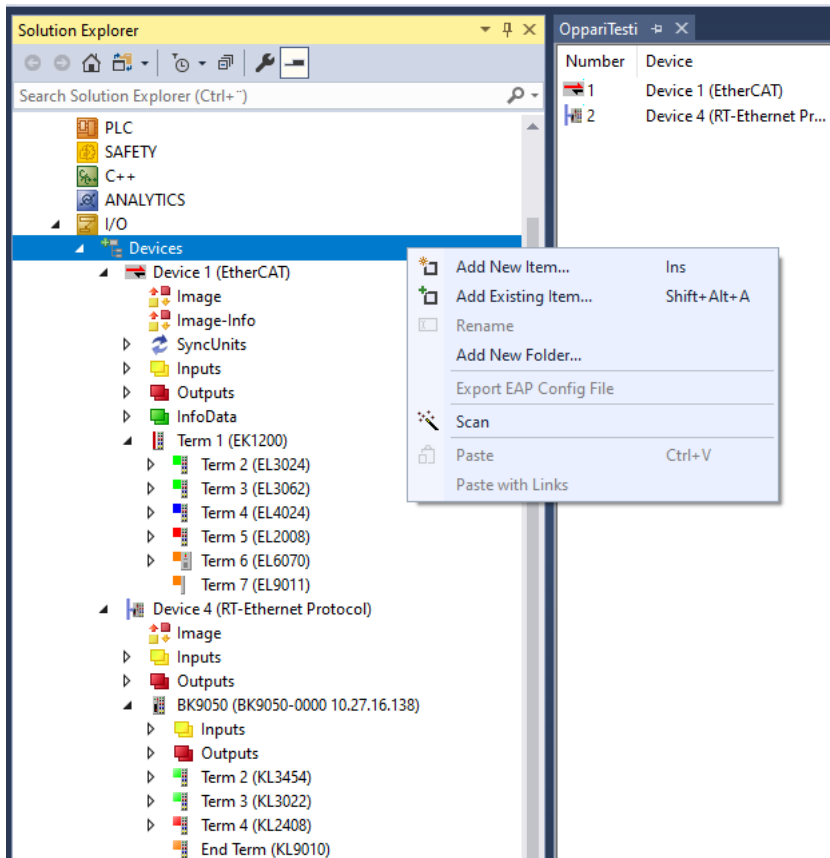 Solution Explorer
Search Solution Explorer (Ctrl+¨)
PLC
SAFETY
C++
ANALYTICS
I/O
Devices
Device 1 (EtherCAT)
Image
Image-Info
SyncUnits
Inputs
Outputs
InfoData
Term 1 (EK1200)
Term 2 (EL3024)
Term 3 (EL3062)
Term 4 (EL4024)
Term 5 (EL2008)
Term 6 (EL6070)
Term 7 (EL9011)
Device 4 (RT-Ethernet Protocol)
Image
Inputs
Outputs
BK9050 (BK9050-0000 10.27.16.138)
Inputs
Outputs
Term 2 (KL3454)
Term 3 (KL3022)
Term 4 (KL2408)
End Term (KL9010)
OppariTesti
Number Device
1 Device 1 (EtherCAT)
2 Device 4 (RT-Ethernet Pr...
Add New Item... Ins
Add Existing Item... Shift+Alt+A
Rename
Add New Folder...
Export EAP Config File
Scan
Paste Ctrl+V
Paste with Links